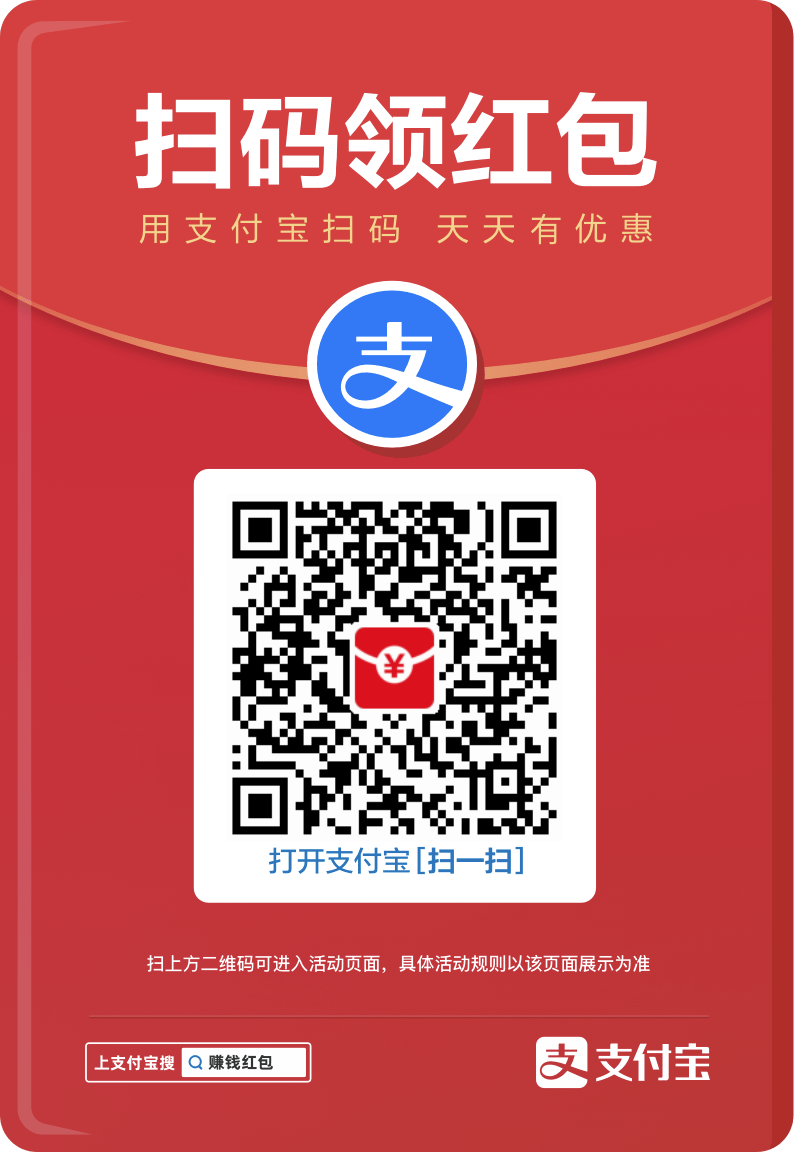 扫码领红包
用支付宝扫码 天天有优惠
支
¥
打开支付宝[扫一扫]
扫上方二维码可进入活动页面，具体活动规则以该页面展示为准
上支付宝搜 赚钱红包
支 支付宝